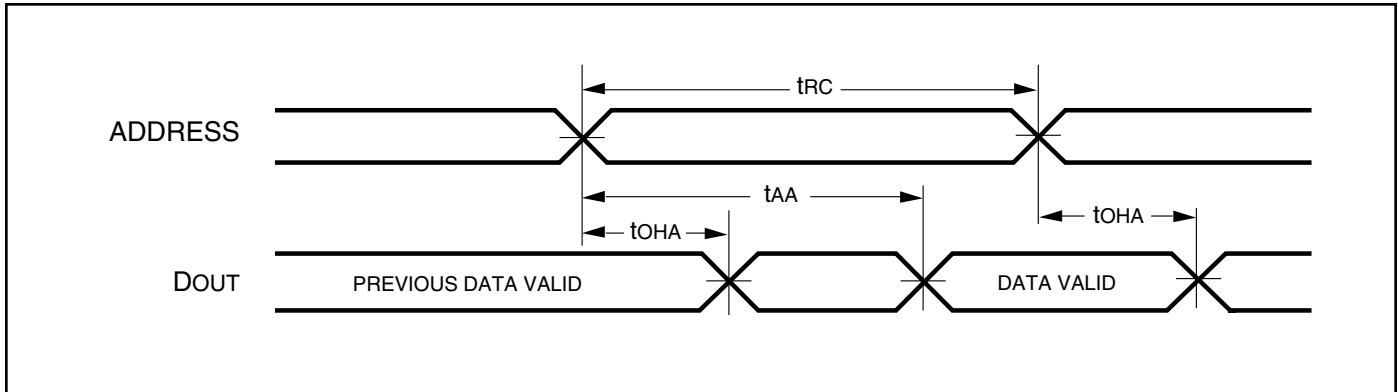 tRC
ADDRESS
tAA
tOHA
tOHA
DOUT
PREVIOUS DATA VALID
DATA VALID